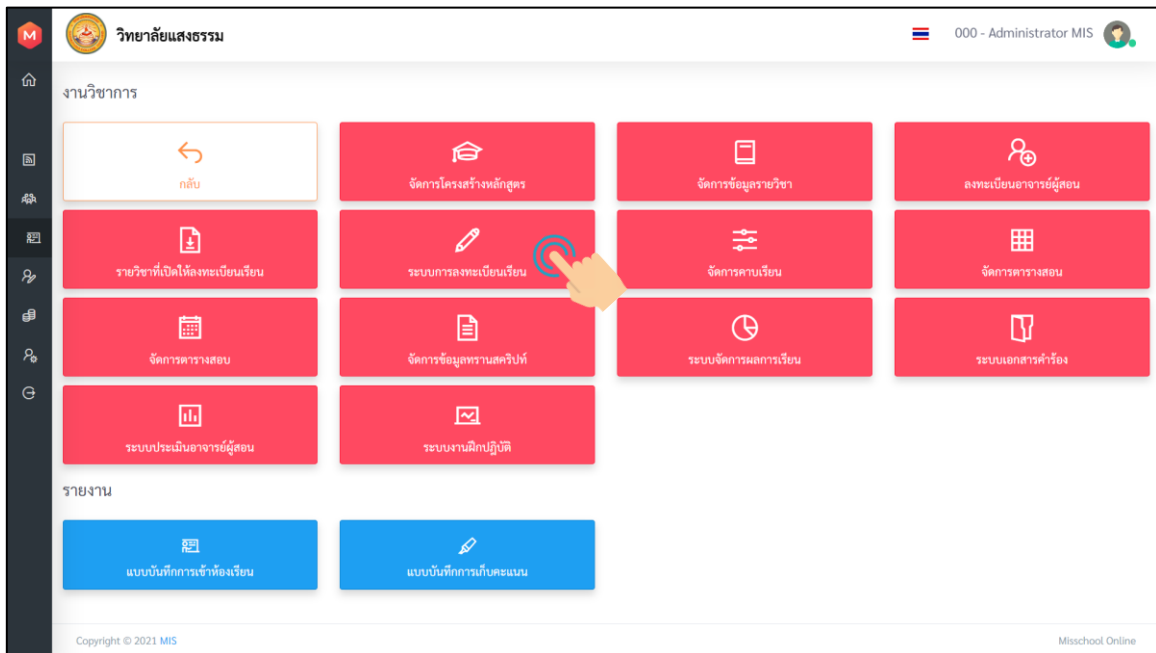 M
วิทยาลัยแสงธรรม
000 - Administrator MIS
งานวิชาการ
กลับ
จัดการโครงสร้างหลักสูตร
จัดการข้อมูลรายวิชา
ลงทะเบียนอาจารย์ผู้สอน
รายวิชาที่เปิดให้ลงทะเบียนเรียน
ระบบการลงทะเบียนเรียน
จัดการคาบเรียน
จัดการตารางสอน
จัดการตารางสอบ
จัดการข้อมูลทรานสคริปท์
ระบบจัดการผลการเรียน
ระบบเอกสารคำร้อง
ระบบประเมินอาจารย์ผู้สอน
ระบบงานฝึกปฏิบัติ
รายงาน
แบบบันทึกการเข้าห้องเรียน
แบบบันทึกการเก็บคะแนน
Copyright © 2021 MIS
Misschool Online